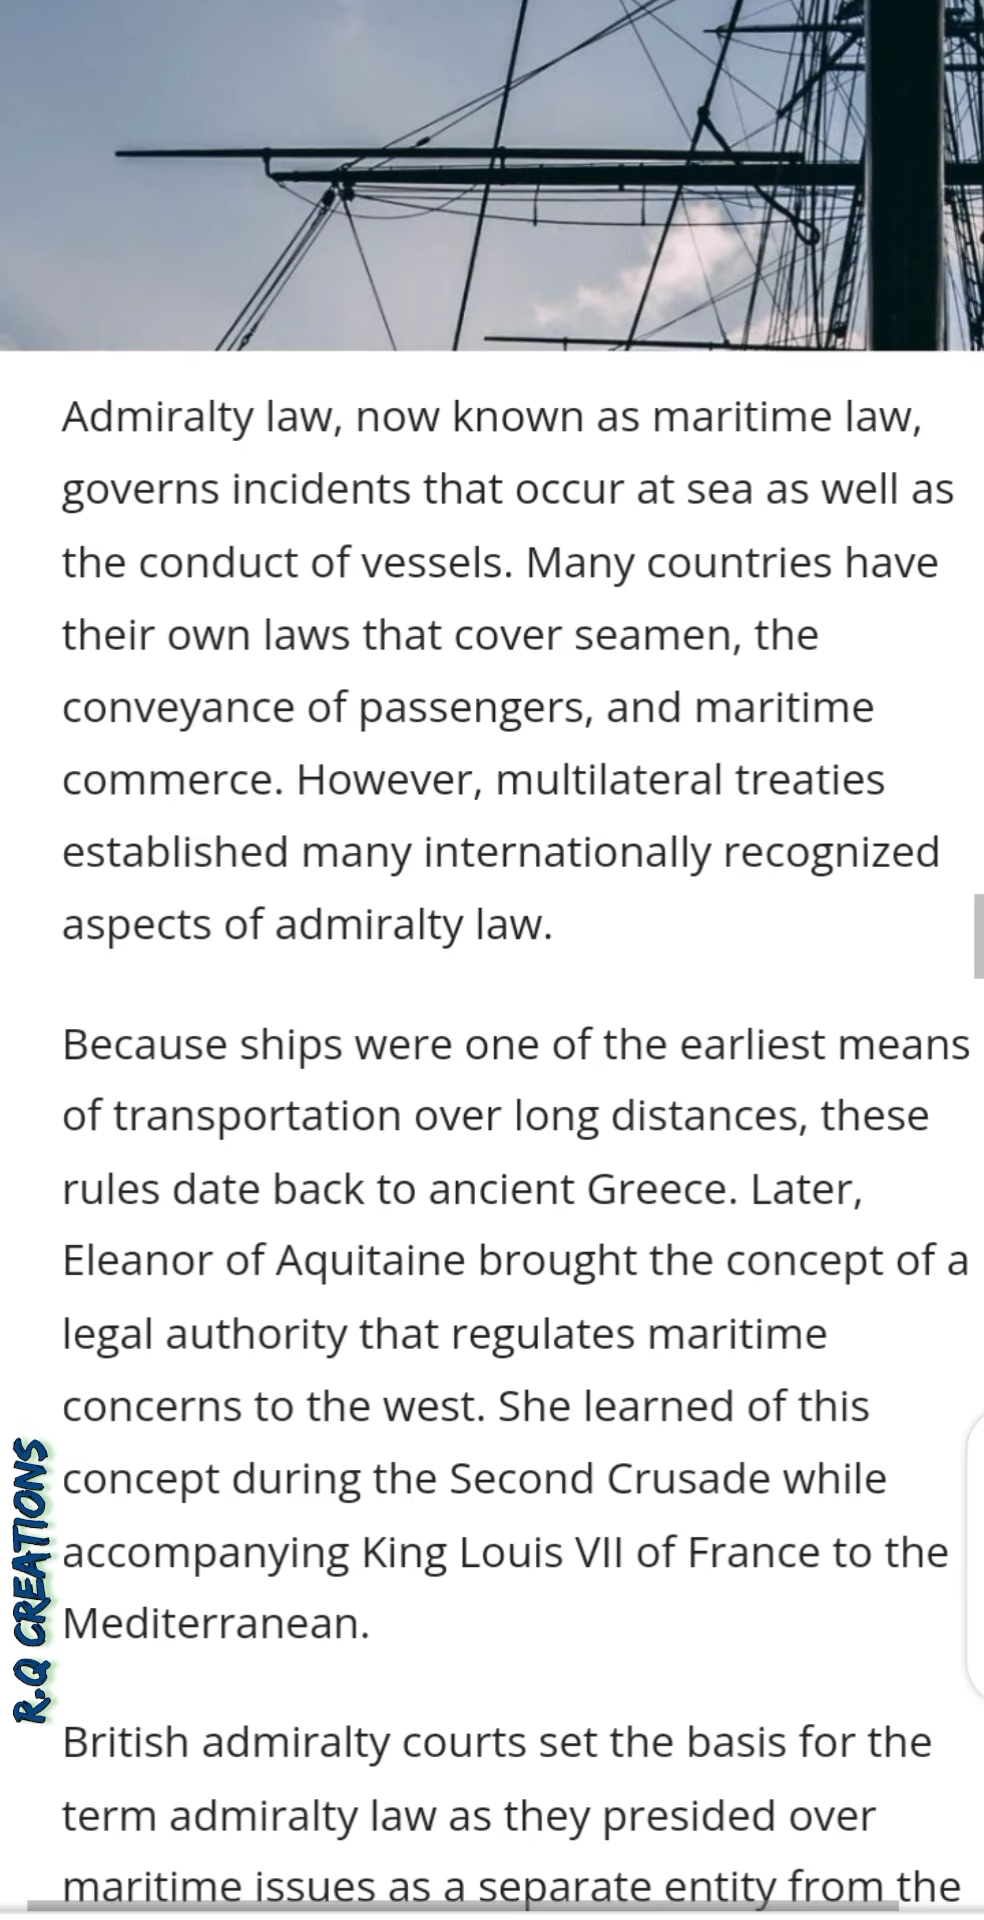 Admiralty law, now known as maritime law,
governs incidents that occur at sea as well as
the conduct of vessels. Many countries have
their own laws that cover seamen, the
conveyance of passengers, and maritime
commerce. However, multilateral treaties
established many internationally recognized
aspects of admiralty law.
Because ships were one of the earliest means
of transportation over long distances, these
rules date back to ancient Greece. Later,
Eleanor of Aquitaine brought the concept of a
legal authority that regulates maritime
concerns to the west. She learned of this
concept during the Second Crusade while
accompanying King Louis VII of France to the
Mediterranean.
British admiralty courts set the basis for the
term admiralty law as they presided over
maritime issues as a separate entity from the
R.Q CREATIONS